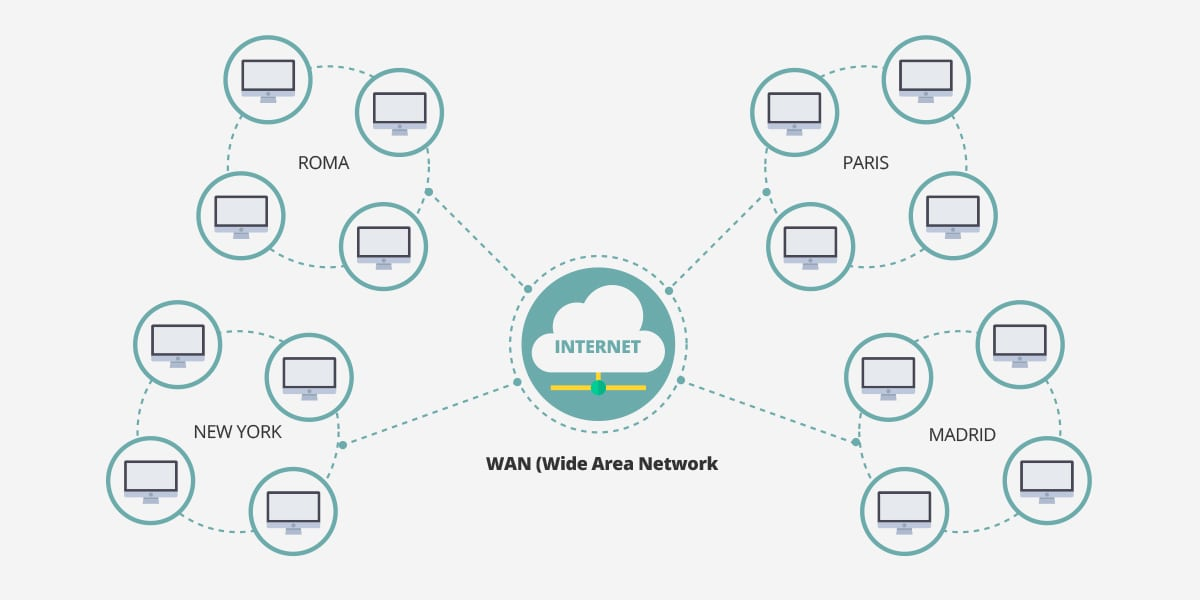 ROMA
PARIS
INTERNET
NEW YORK
MADRID
WAN (Wide Area Network